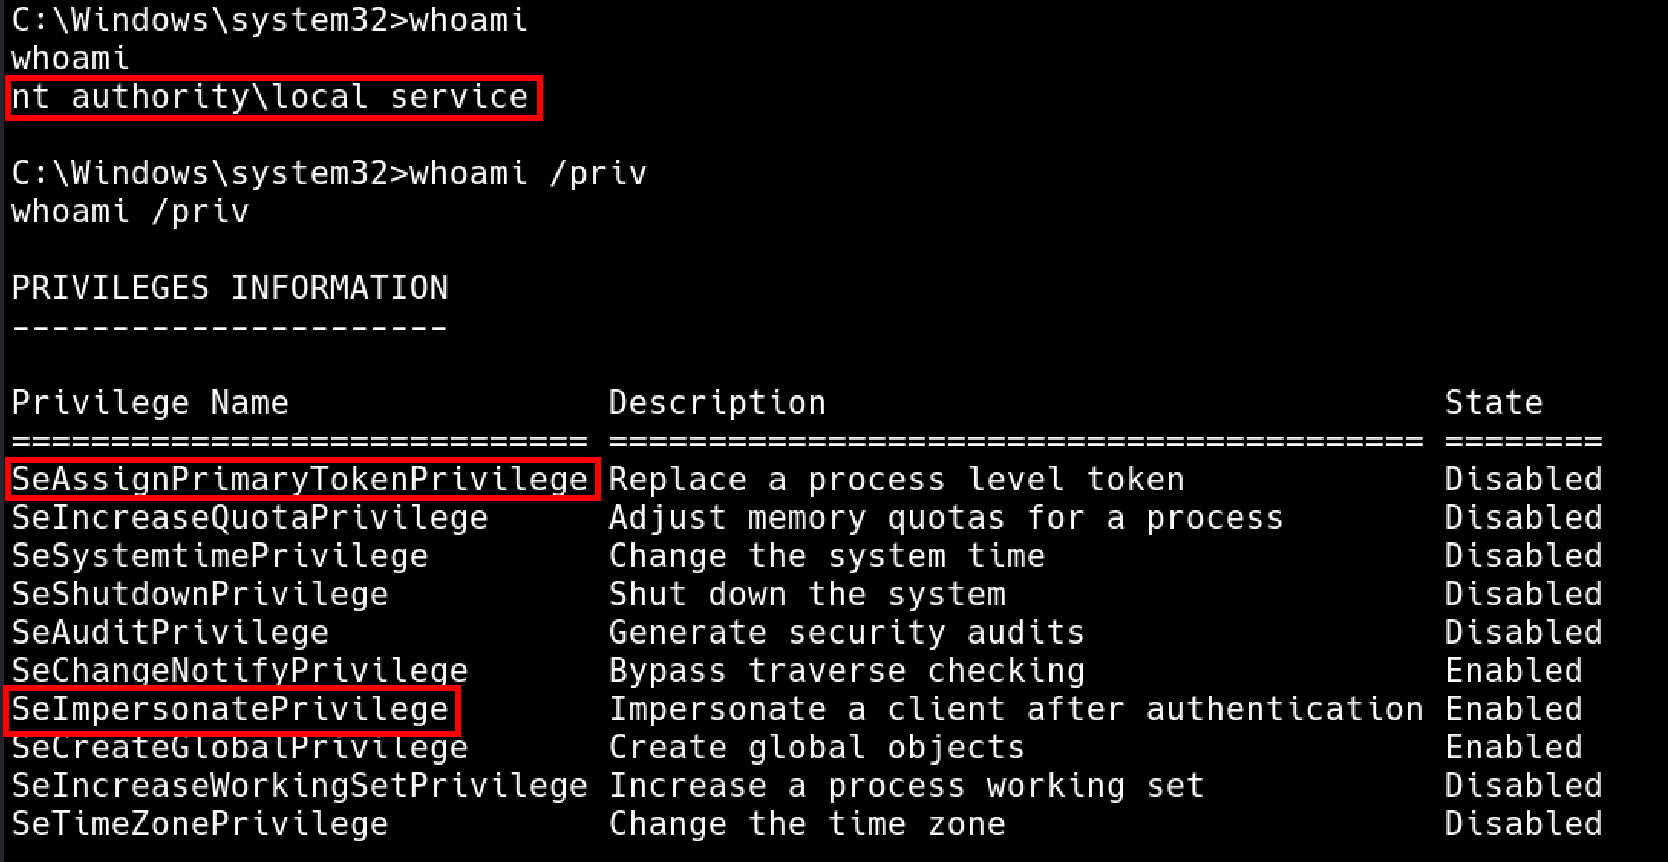 C:\Windows\system32>whoami
whoami
nt authority\local service
C:\Windows\system32>whoami /priv
whoami /priv
PRIVILEGES INFORMATION
----------------------
Privilege Name                Description                               State
============================= ========================================= ========
SeAssignPrimaryTokenPrivilege Replace a process level token             Disabled
SeIncreaseQuotaPrivilege      Adjust memory quotas for a process        Disabled
SeSystemtimePrivilege         Change the system time                    Disabled
SeShutdownPrivilege           Shut down the system                      Disabled
SeAuditPrivilege              Generate security audits                  Disabled
SeChangeNotifyPrivilege       Bypass traverse checking                  Enabled
SeImpersonatePrivilege        Impersonate a client after authentication Enabled
SeCreateGlobalPrivilege       Create global objects                     Enabled
SeIncreaseWorkingSetPrivilege Increase a process working set            Disabled
SeTimeZonePrivilege           Change the time zone                      Disabled